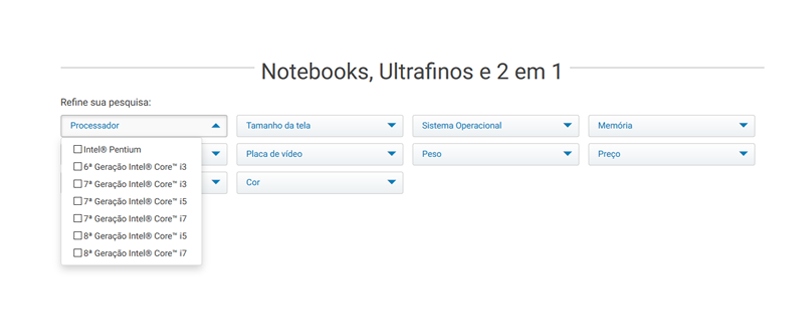 Notebooks, Ultrafinos e 2 em 1
Refine sua pesquisa:
Processador
Tamanho da tela
Sistema Operacional
Memória
Intel® Pentium
6ª Geração Intel® Core™ i3
7ª Geração Intel® Core™ i3
7ª Geração Intel® Core™ i5
7ª Geração Intel® Core™ i7
8ª Geração Intel® Core™ i5
8ª Geração Intel® Core™ i7
Placa de vídeo
Peso
Preço
Cor